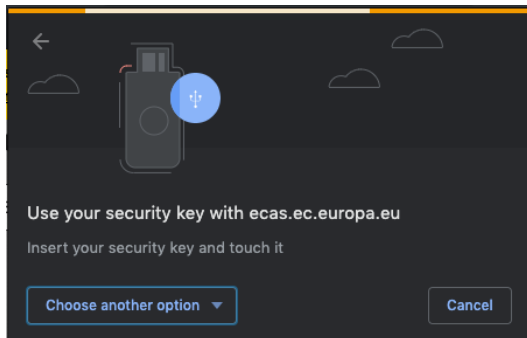 Use your security key with ecas.ec.europa.eu
Insert your security key and touch it
Choose another option
Cancel